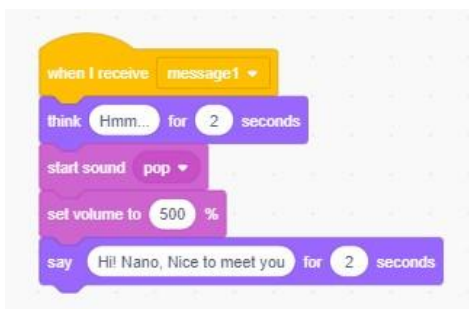 when I receive message1
think Hmm... for 2 seconds
start sound pop
set volume to 500 %
say Hi! Nano, Nice to meet you for 2 seconds